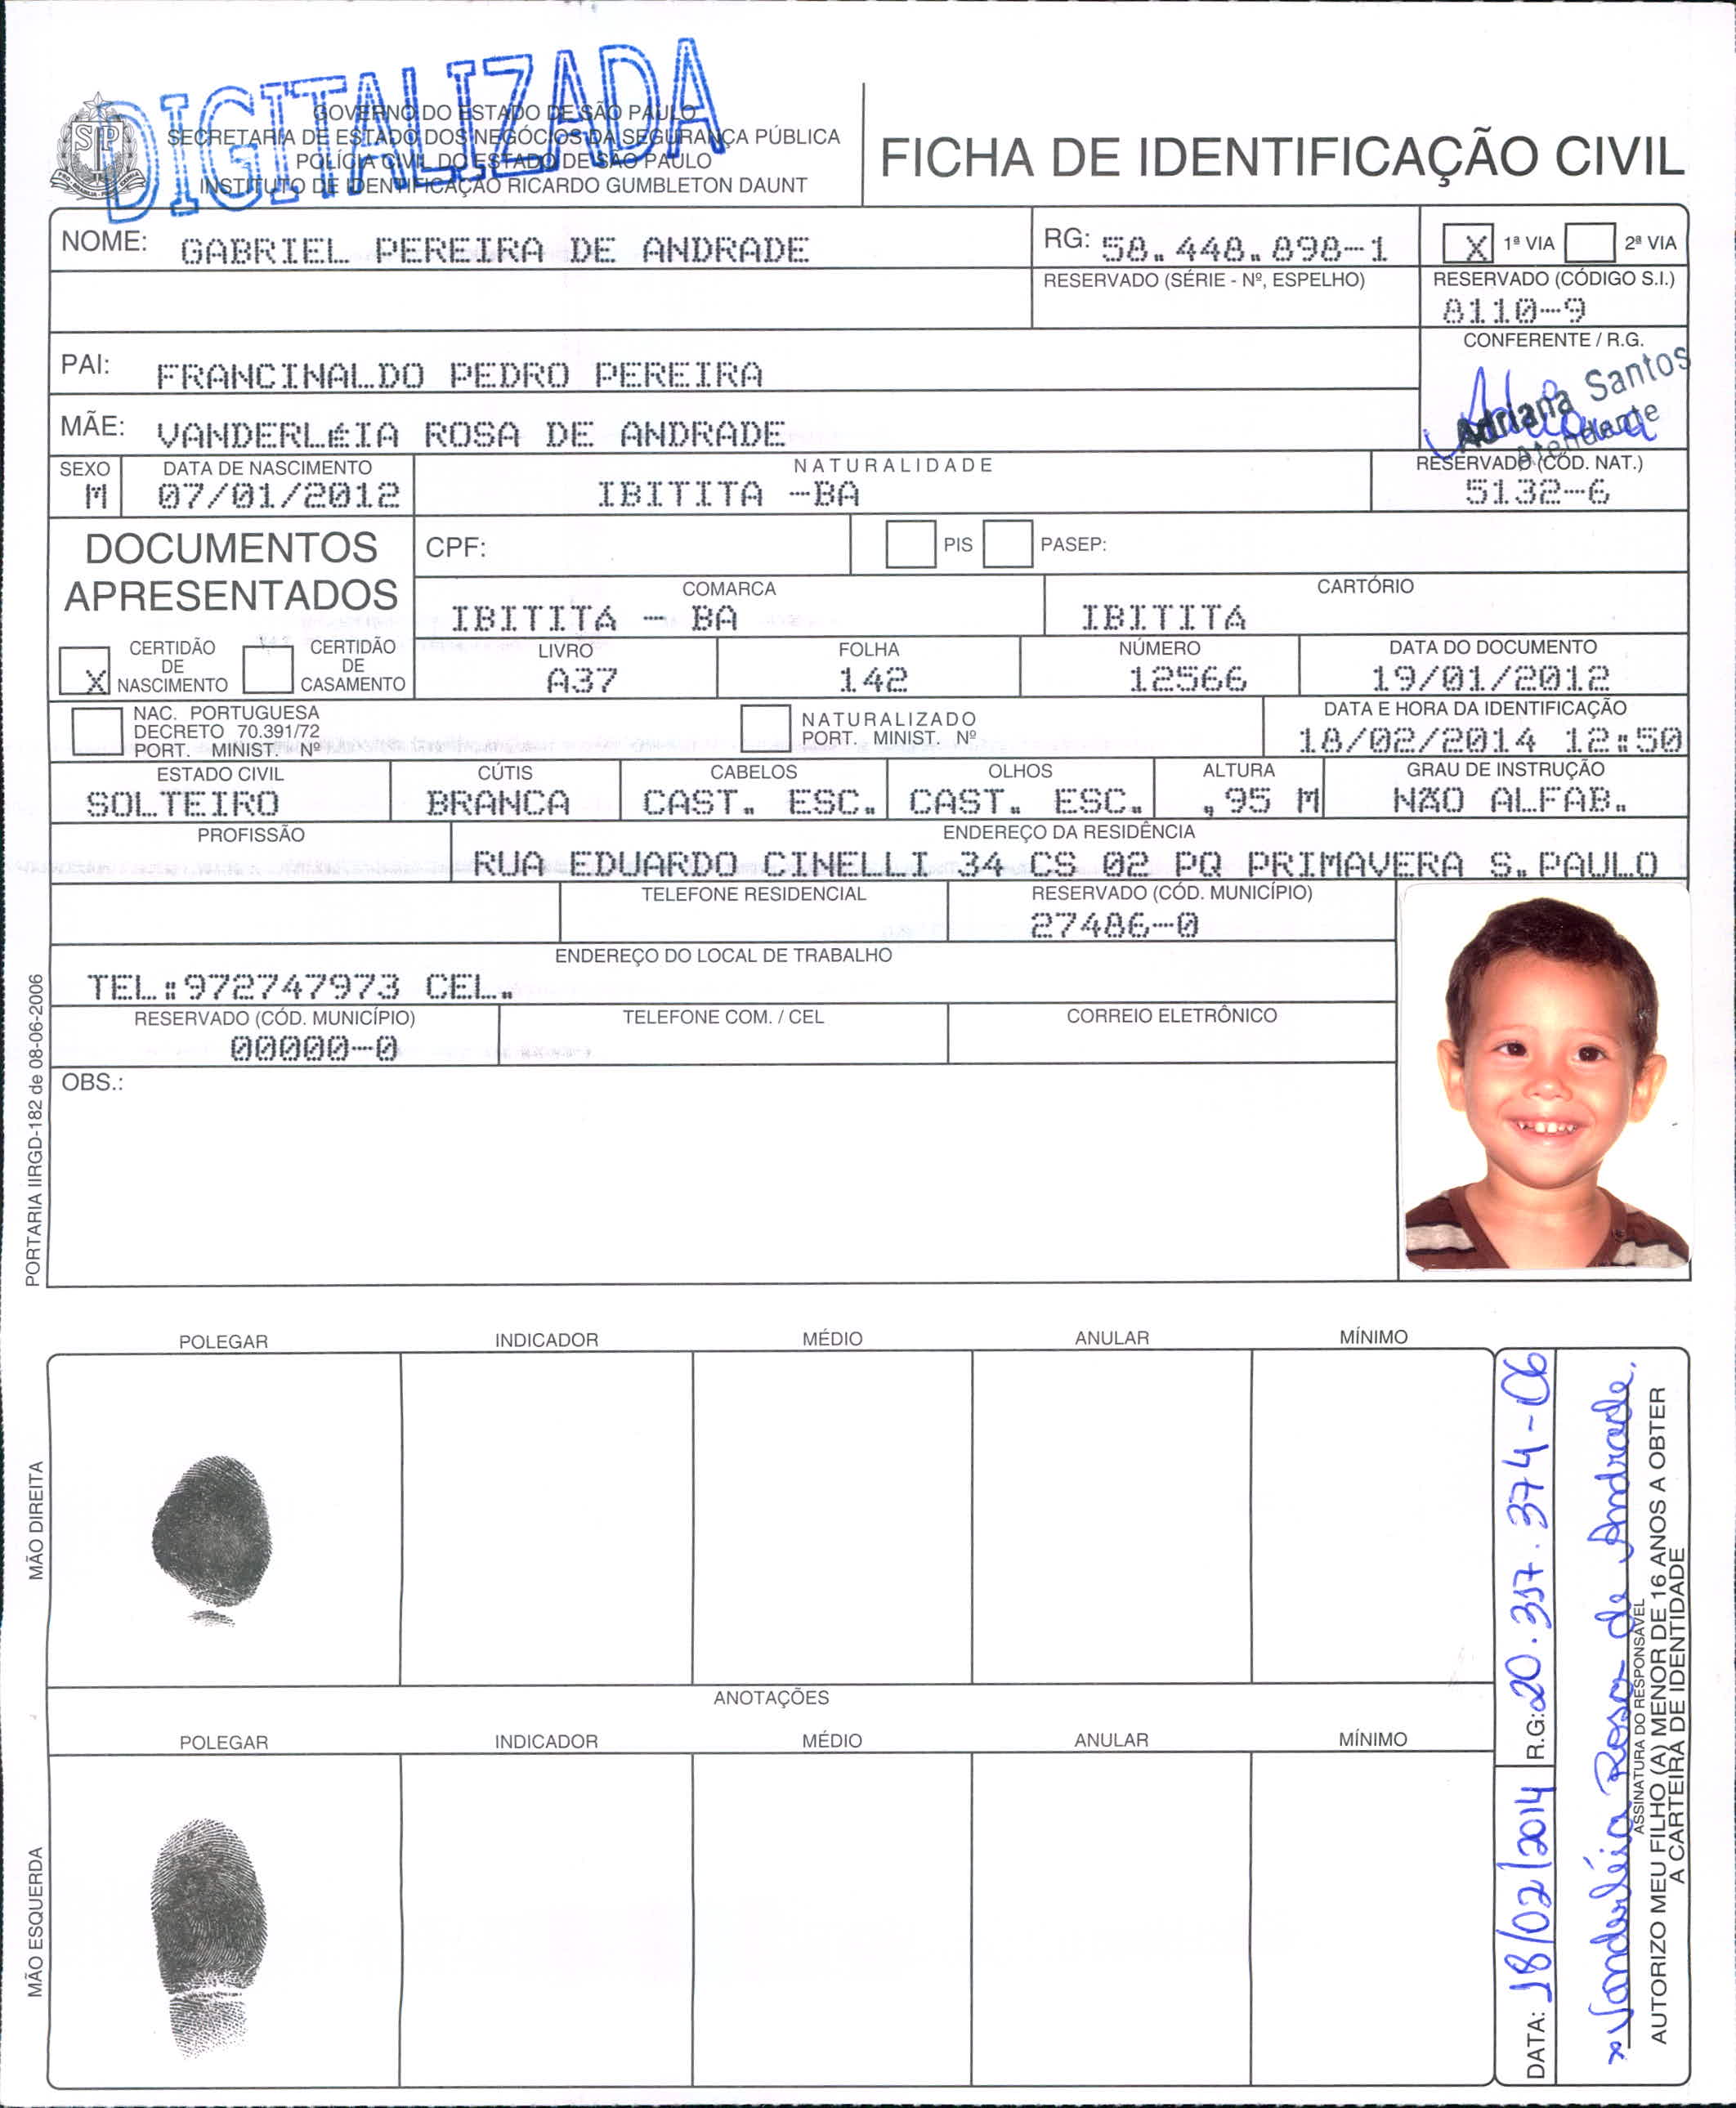 DIGITALIZADA
GOVERNO DO ESTADO DE SÃO PAULO
SECRETARIA DE ESTADO DOS NEGÓCIOS DA SEGURANÇA PÚBLICA
POLÍCIA CIVIL DO ESTADO DE SÃO PAULO
INSTITUTO DE IDENTIFICAÇÃO RICARDO GUMBLETON DAUNT
FICHA DE IDENTIFICAÇÃO CIVIL
NOME: GABRIEL PEREIRA DE ANDRADE
RG: 58.448.898-1
X 1ª VIA 2ª VIA
RESERVADO (SÉRIE - Nº, ESPELHO)
RESERVADO (CÓDIGO S.I.)
8110-9
PAI: FRANCINALDO PEDRO PEREIRA
CONFERENTE / R.G.
Adriana Santos
Atendente
MÃE: VANDERLéIA ROSA DE ANDRADE
SEXO DATA DE NASCIMENTO NATURALIDADE RESERVADO (CÓD. NAT.)
M 07/01/2012 IBITITA -BA 5132-6
DOCUMENTOS
APRESENTADOS
CPF: PIS PASEP:
COMARCA CARTÓRIO
IBITITA - BA IBITITA
X CERTIDÃO DE NASCIMENTO CERTIDÃO DE CASAMENTO
LIVRO FOLHA NÚMERO DATA DO DOCUMENTO
A37 142 12566 19/01/2012
NAC. PORTUGUESA
DECRETO 70.391/72
PORT. MINIST. Nº
NATURALIZADO
PORT. MINIST. Nº
DATA E HORA DA IDENTIFICAÇÃO
18/02/2014 12:50
ESTADO CIVIL CÚTIS CABELOS OLHOS ALTURA GRAU DE INSTRUÇÃO
SOLTEIRO BRANCA CAST. ESC. CAST. ESC. ,95 M NÃO ALFAB.
PROFISSÃO ENDEREÇO DA RESIDÊNCIA
RUA EDUARDO CINELLI 34 CS 02 PQ PRIMAVERA S.PAULO
TELEFONE RESIDENCIAL RESERVADO (CÓD. MUNICÍPIO)
27486-0
ENDEREÇO DO LOCAL DE TRABALHO
TEL:972747973 CEL.
RESERVADO (CÓD. MUNICÍPIO) TELEFONE COM. / CEL CORREIO ELETRÔNICO
00000-0
OBS.:
PORTARIA IIRGD-182 de 08-06-2006
POLEGAR INDICADOR MÉDIO ANULAR MÍNIMO
MÃO DIREITA
ANOTAÇÕES
POLEGAR INDICADOR MÉDIO ANULAR MÍNIMO
MÃO ESQUERDA
DATA: 18/02/2014 R.G: 20.357.374-06
x Vanderléia Rosa de Andrade.
ASSINATURA DO RESPONSÁVEL
AUTORIZO MEU FILHO (A) MENOR DE 16 ANOS A OBTER
A CARTEIRA DE IDENTIDADE